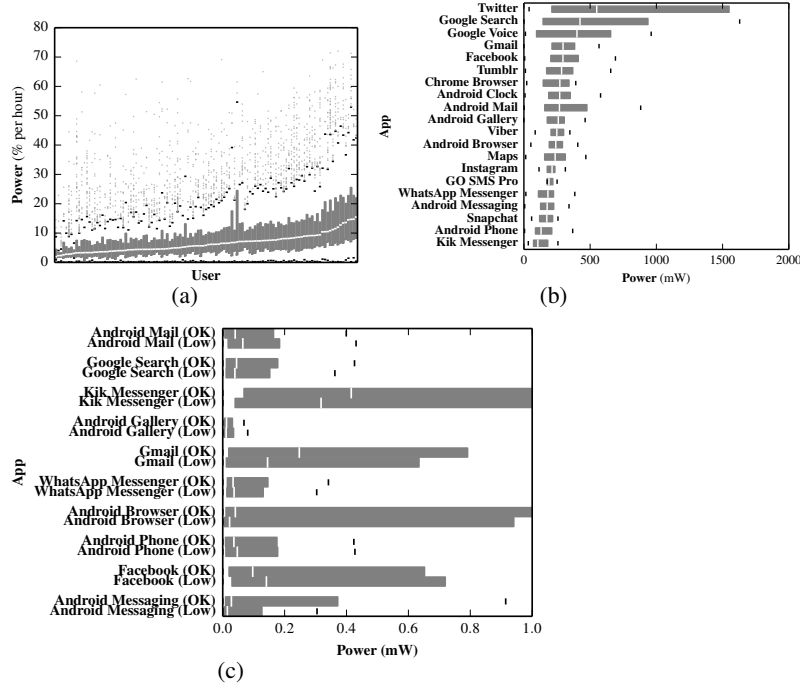 80
70
60
50
40
30
20
10
0
Power (% per hour)
User
(a)
Twitter
Google Search
Google Voice
Gmail
Facebook
Tumblr
Chrome Browser
Android Clock
Android Mail
Android Gallery
Viber
Android Browser
Maps
Instagram
GO SMS Pro
WhatsApp Messenger
Android Messaging
Snapchat
Android Phone
Kik Messenger
App
0 500 1000 1500 2000
Power (mW)
(b)
Android Mail (OK)
Android Mail (Low)
Google Search (OK)
Google Search (Low)
Kik Messenger (OK)
Kik Messenger (Low)
Android Gallery (OK)
Android Gallery (Low)
Gmail (OK)
Gmail (Low)
WhatsApp Messenger (OK)
WhatsApp Messenger (Low)
Android Browser (OK)
Android Browser (Low)
Android Phone (OK)
Android Phone (Low)
Facebook (OK)
Facebook (Low)
Android Messaging (OK)
Android Messaging (Low)
App
0.0 0.2 0.4 0.6 0.8 1.0
Power (mW)
(c)